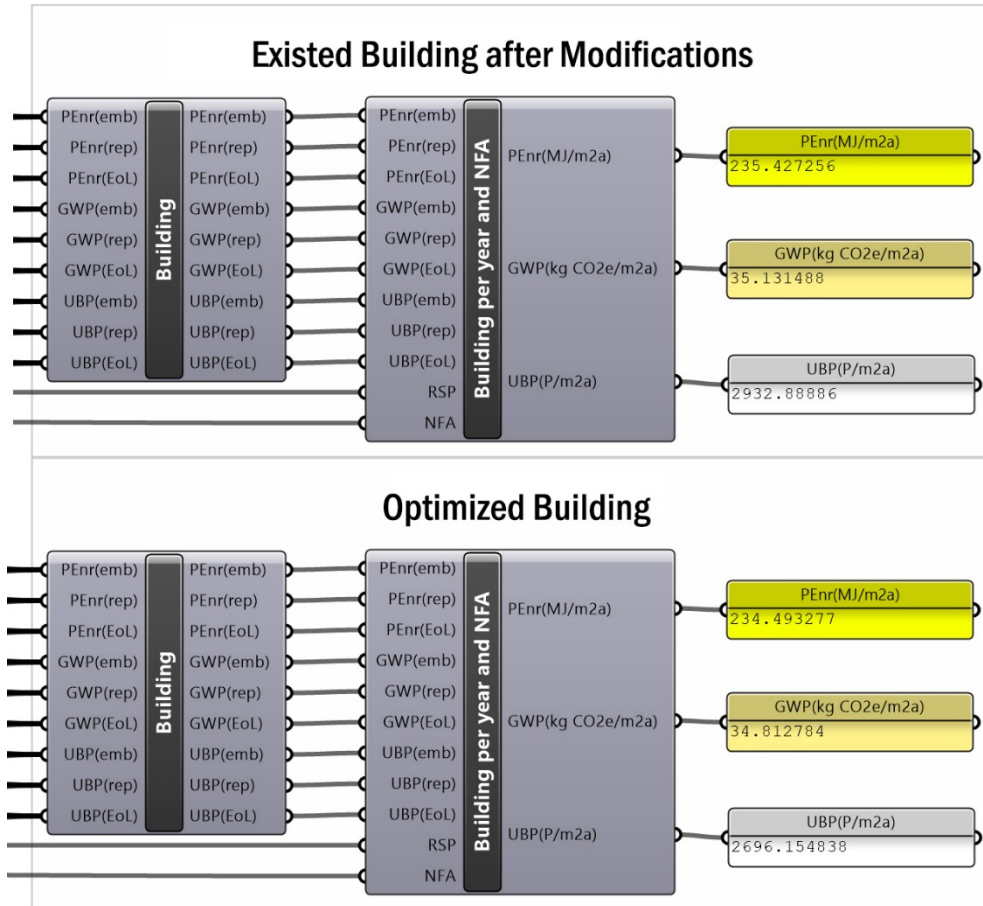 Existed Building after Modifications
PEnr(emb) PEnr(emb) PEnr(emb)
PEnr(rep) PEnr(rep) PEnr(rep)
PEnr(EoL) PEnr(EoL) PEnr(EoL)
GWP(emb) GWP(emb) GWP(emb)
GWP(rep) GWP(rep) GWP(rep)
GWP(EoL) GWP(EoL) GWP(EoL)
UBP(emb) UBP(emb) UBP(emb)
UBP(rep) UBP(rep) UBP(rep)
UBP(EoL) UBP(EoL) UBP(EoL)
RSP
NFA
Building
Building per year and NFA
PEnr(MJ/m2a)
GWP(kg CO2e/m2a)
UBP(P/m2a)
PEnr(MJ/m2a)
235.427256
GWP(kg CO2e/m2a)
35.131488
UBP(P/m2a)
2932.88886
Optimized Building
PEnr(emb) PEnr(emb) PEnr(emb)
PEnr(rep) PEnr(rep) PEnr(rep)
PEnr(EoL) PEnr(EoL) PEnr(EoL)
GWP(emb) GWP(emb) GWP(emb)
GWP(rep) GWP(rep) GWP(rep)
GWP(EoL) GWP(EoL) GWP(EoL)
UBP(emb) UBP(emb) UBP(emb)
UBP(rep) UBP(rep) UBP(rep)
UBP(EoL) UBP(EoL) UBP(EoL)
RSP
NFA
Building
Building per year and NFA
PEnr(MJ/m2a)
GWP(kg CO2e/m2a)
UBP(P/m2a)
PEnr(MJ/m2a)
234.493277
GWP(kg CO2e/m2a)
34.812784
UBP(P/m2a)
2696.154838